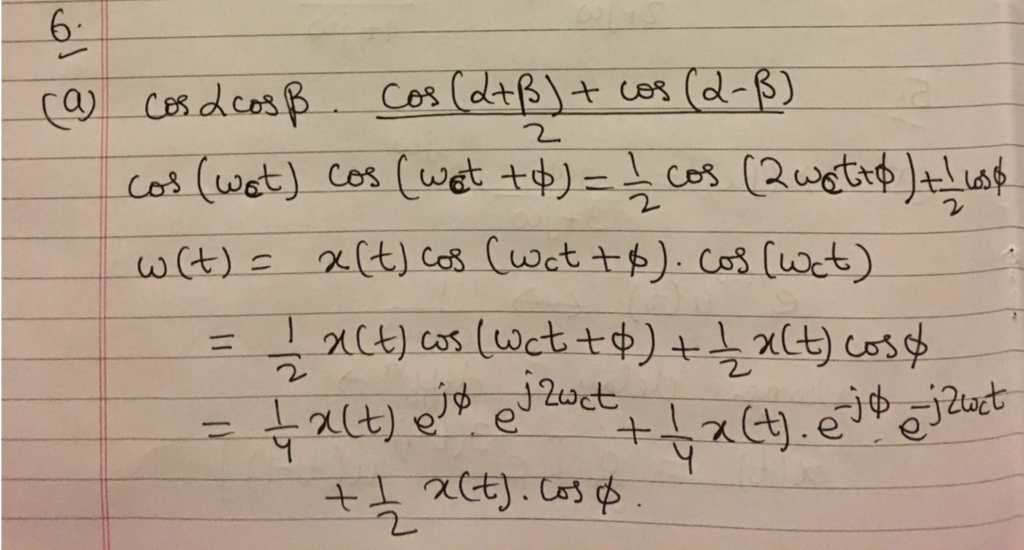 6.
(a) cos α cos β . (cos (α+β) + cos (α-β))/2
cos (ωct) cos (ωct + ϕ) = 1/2 cos (2ωct+ϕ) + 1/2 cosϕ
ω(t) = x(t) cos (ωct + ϕ). cos (ωct)
= 1/2 x(t) cos (ωct + ϕ) + 1/2 x(t) cosϕ
= 1/4 x(t) e^jϕ . e^j2ωct + 1/4 x(t). e^-jϕ . e^-j2ωct
+ 1/2 x(t). cos ϕ.